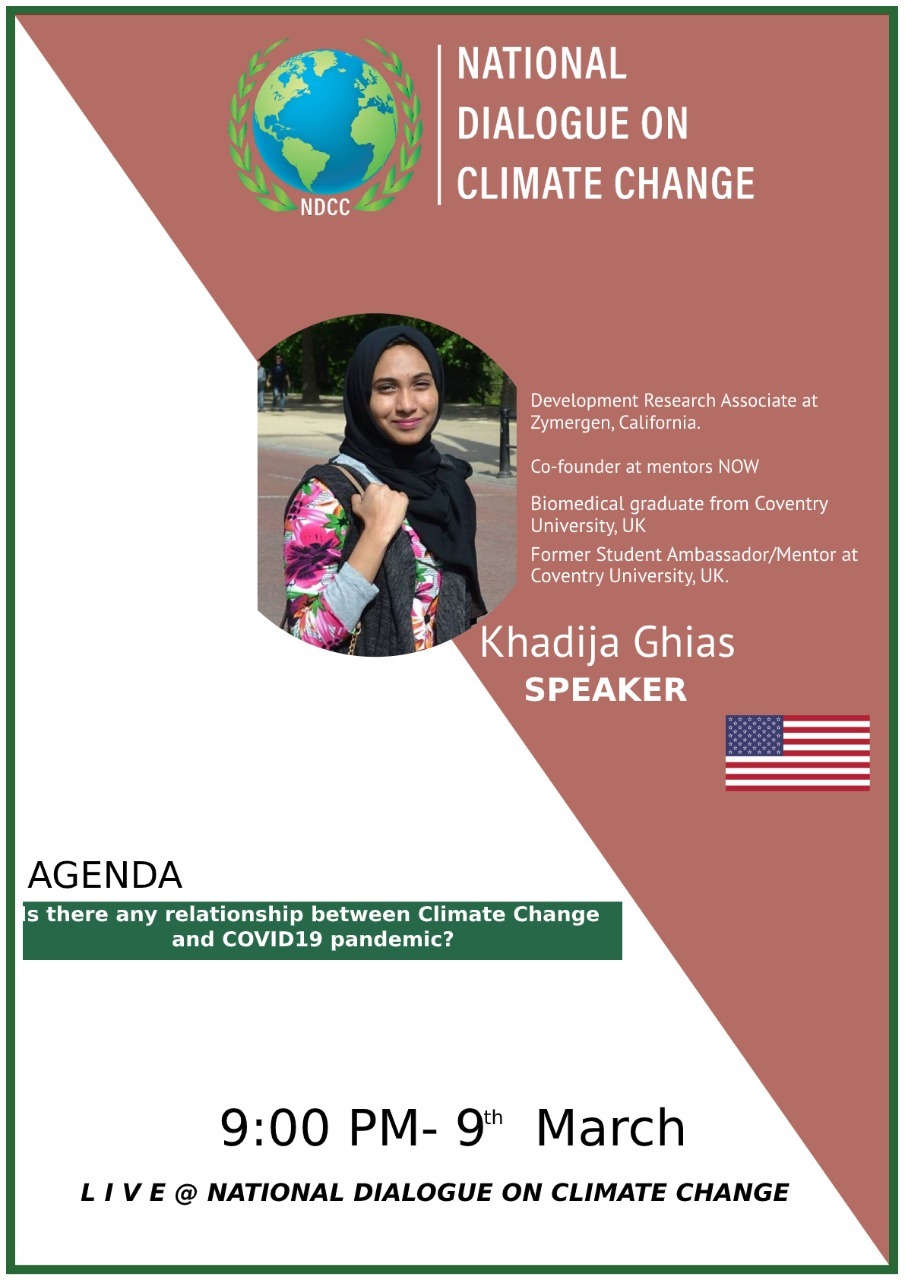 NATIONAL
DIALOGUE ON
CLIMATE CHANGE
NDCC
Development Research Associate at
Zymergen, California.
Co-founder at mentors NOW
Biomedical graduate from Coventry
University, UK
Former Student Ambassador/Mentor at
Coventry University, UK.
Khadija Ghias
SPEAKER
AGENDA
Is there any relationship between Climate Change
and COVID19 pandemic?
9:00 PM- 9th March
L I V E @ NATIONAL DIALOGUE ON CLIMATE CHANGE